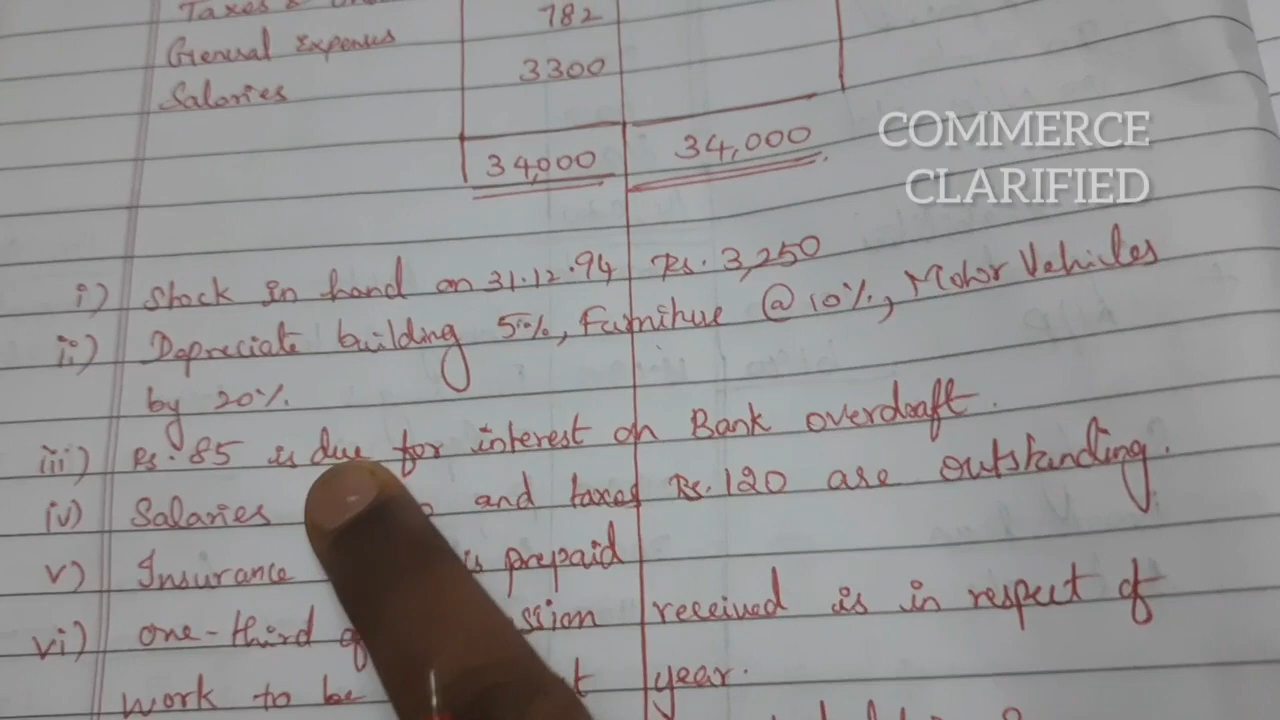 Taxes &
General Expenses 782
Salaries 3300
34,000 34,000
COMMERCE
CLARIFIED
i) Stock in hand on 31.12.94 Rs. 3,250
ii) Depreciate building 5%, Furniture @ 10%, Motor Vehicles
by 20%
iii) Rs. 85 is due for interest on Bank overdraft.
iv) Salaries and taxes Rs. 120 are outstanding.
v) Insurance is prepaid
vi) one-third received is in respect of
work to be year.